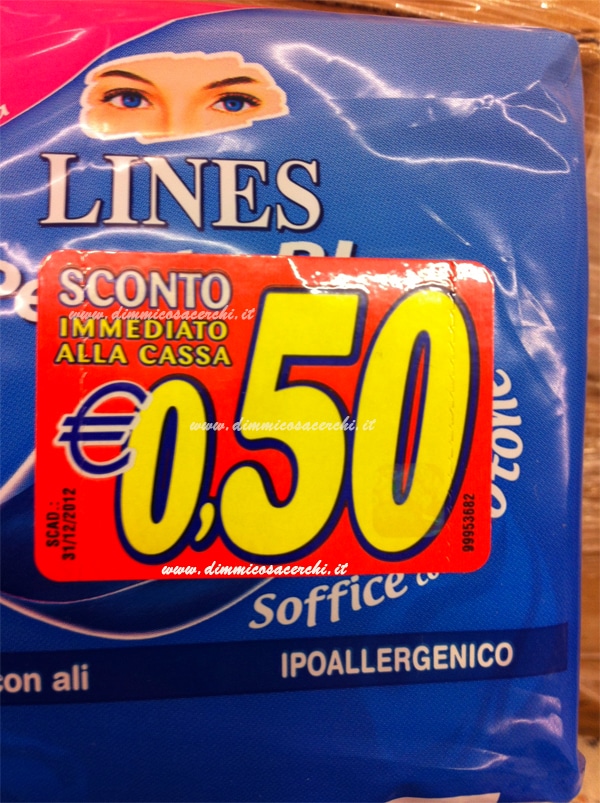 LINES
SCONTO
www.dimmicosacerchi.it
IMMEDIATO
ALLA CASSA
€0,50
www.dimmicosacerchi.it
SCAD.:
31/12/2012
99953682
www.dimmicosacerchi.it
Soffice
con ali
IPOALLERGENICO